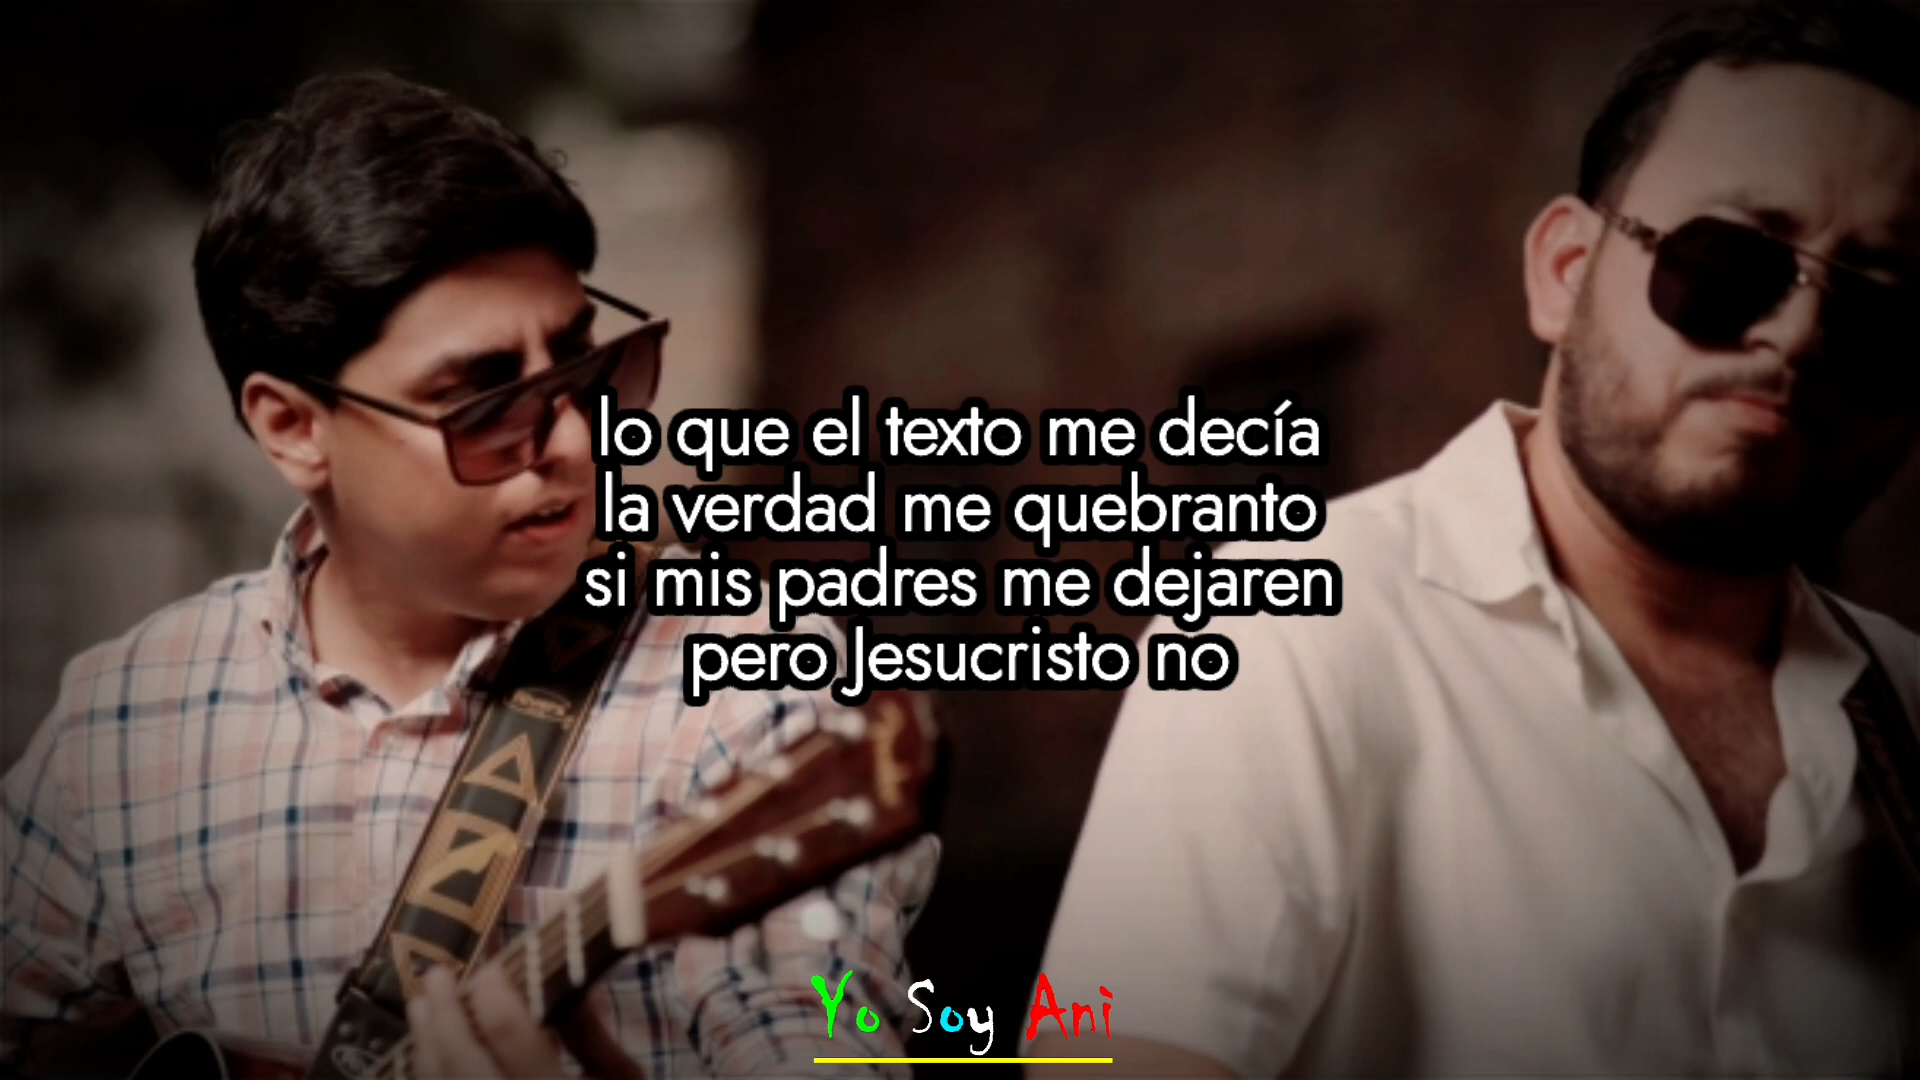 lo que el texto me decía
la verdad me quebranto
si mis padres me dejaren
pero Jesucristo no
Yo Soy Ani